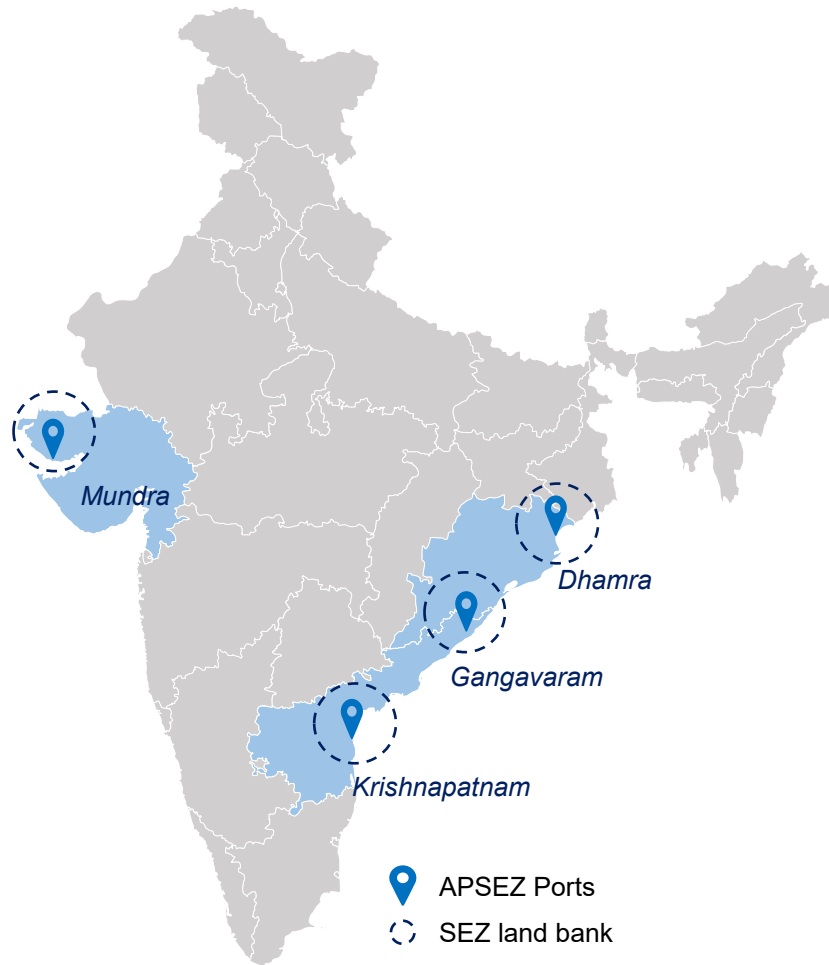 Mundra
Dhamra
Gangavaram
Krishnapatnam
APSEZ Ports
SEZ land bank